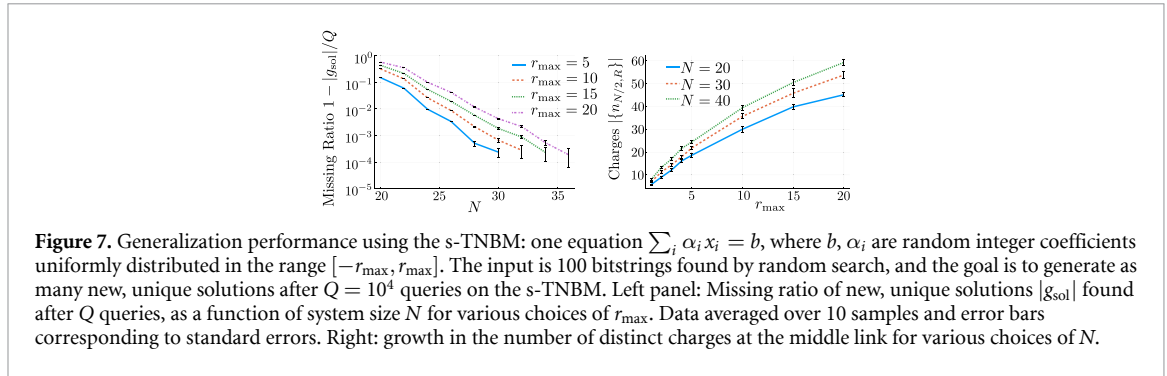 Missing Ratio 1 − |g_sol|/Q
10⁰
10⁻¹
10⁻²
10⁻³
10⁻⁴
10⁻⁵
20 25 30 35
N
r_max = 5
r_max = 10
r_max = 15
r_max = 20
Charges |{n_{N/2,R}}|
60
50
40
30
20
10
5 10 15 20
r_max
N = 20
N = 30
N = 40
Figure 7. Generalization performance using the s-TNBM: one equation ∑_i α_i x_i = b, where b, α_i are random integer coefficients
uniformly distributed in the range [−r_max, r_max]. The input is 100 bitstrings found by random search, and the goal is to generate as
many new, unique solutions after Q = 10⁴ queries on the s-TNBM. Left panel: Missing ratio of new, unique solutions |g_sol| found
after Q queries, as a function of system size N for various choices of r_max. Data averaged over 10 samples and error bars
corresponding to standard errors. Right: growth in the number of distinct charges at the middle link for various choices of N.